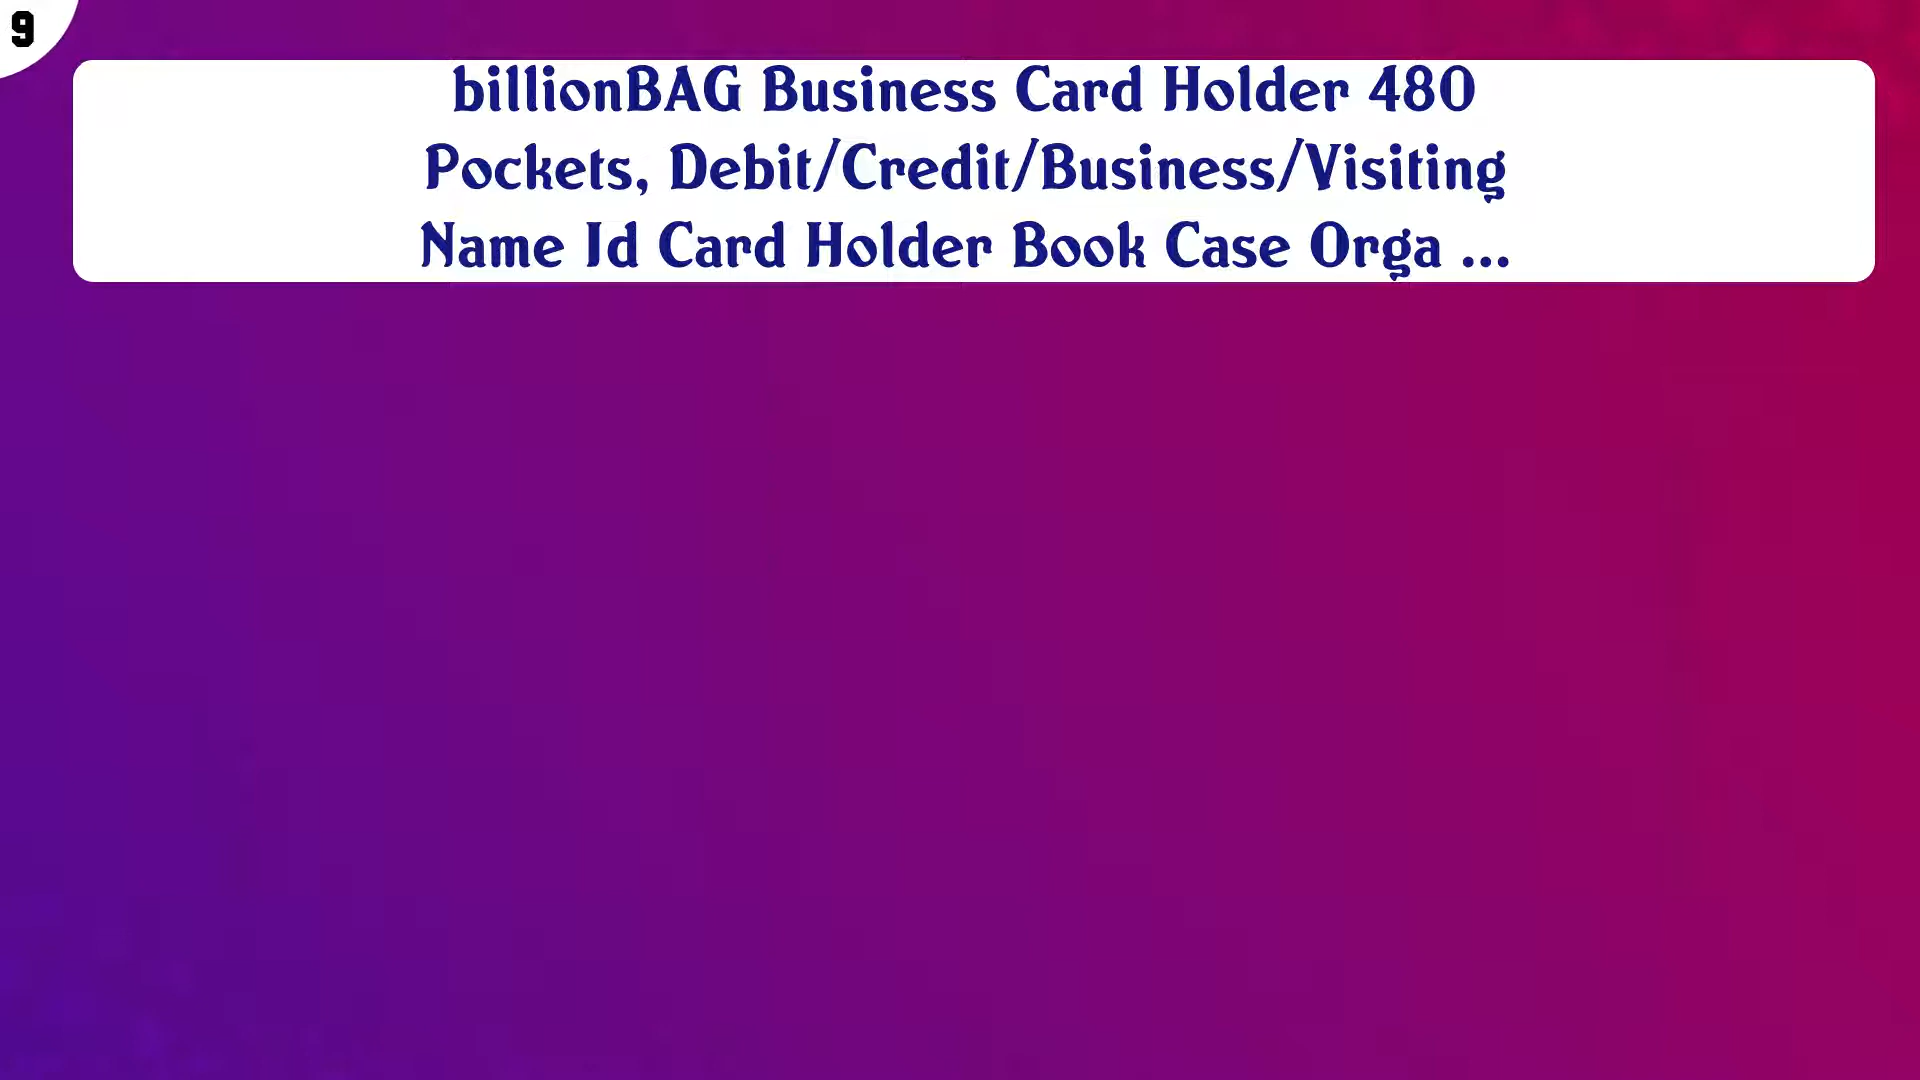 9
billionBAG Business Card Holder 480
Pockets, Debit/Credit/Business/Visiting
Name Id Card Holder Book Case Orga ...